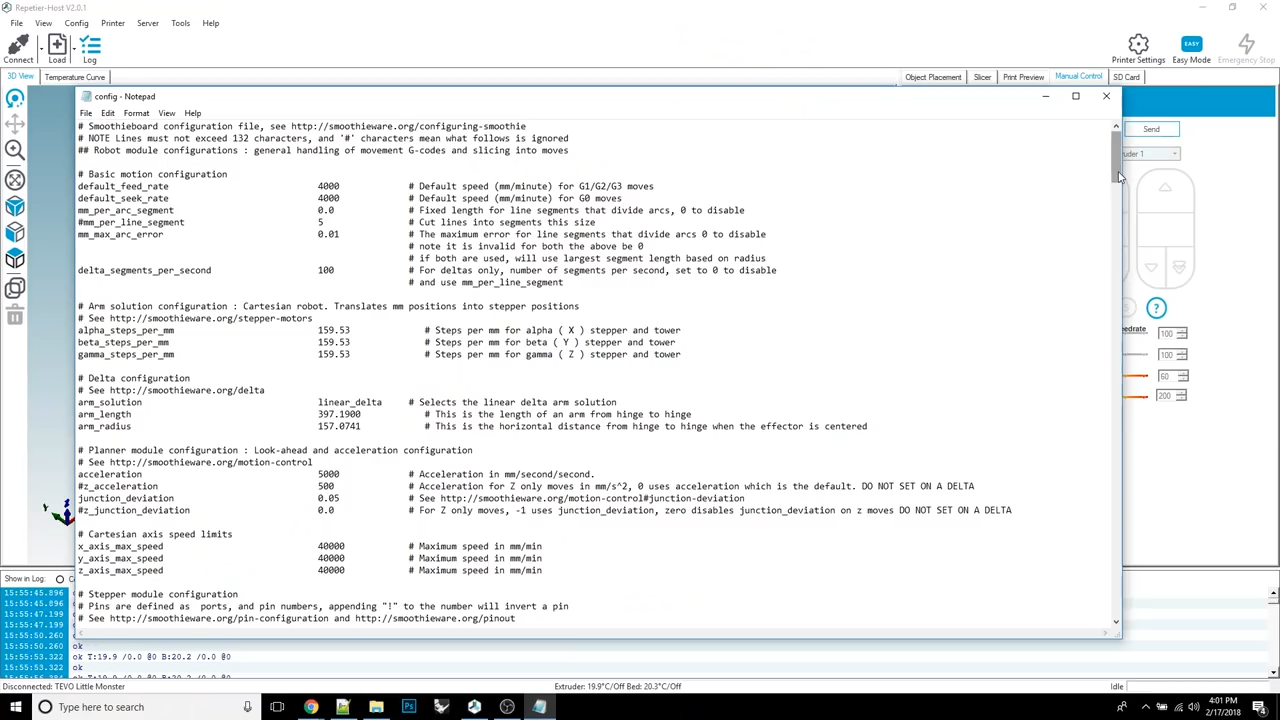 Repetier-Host V2.0.1
File View Config Printer Server Tools Help
Connect Load Log Printer Settings EASY Easy Mode Emergency Stop
3D View Temperature Curve Object Placement Slicer Print Preview Manual Control SD Card
config - Notepad
File Edit Format View Help
# Smoothieboard configuration file, see http://smoothieware.org/configuring-smoothie
# NOTE Lines must not exceed 132 characters, and '#' characters mean what follows is ignored
## Robot module configurations : general handling of movement G-codes and slicing into moves
# Basic motion configuration
default_feed_rate 4000 # Default speed (mm/minute) for G1/G2/G3 moves
default_seek_rate 4000 # Default speed (mm/minute) for G0 moves
mm_per_arc_segment 0.0 # Fixed length for line segments that divide arcs, 0 to disable
#mm_per_line_segment 5 # Cut lines into segments this size
mm_max_arc_error 0.01 # The maximum error for line segments that divide arcs 0 to disable
# note it is invalid for both the above be 0
# if both are used, will use largest segment length based on radius
delta_segments_per_second 100 # For deltas only, number of segments per second, set to 0 to disable
# and use mm_per_line_segment
# Arm solution configuration : Cartesian robot. Translates mm positions into stepper positions
# See http://smoothieware.org/stepper-motors
alpha_steps_per_mm 159.53 # Steps per mm for alpha ( X ) stepper and tower
beta_steps_per_mm 159.53 # Steps per mm for beta ( Y ) stepper and tower
gamma_steps_per_mm 159.53 # Steps per mm for gamma ( Z ) stepper and tower
# Delta configuration
# See http://smoothieware.org/delta
arm_solution linear_delta # Selects the linear delta arm solution
arm_length 397.1900 # This is the length of an arm from hinge to hinge
arm_radius 157.0741 # This is the horizontal distance from hinge to hinge when the effector is centered
# Planner module configuration : Look-ahead and acceleration configuration
# See http://smoothieware.org/motion-control
acceleration 5000 # Acceleration in mm/second/second.
#z_acceleration 500 # Acceleration for Z only moves in mm/s^2, 0 uses acceleration which is the default. DO NOT SET ON A DELTA
junction_deviation 0.05 # See http://smoothieware.org/motion-control#junction-deviation
#z_junction_deviation 0.0 # For Z only moves, -1 uses junction_deviation, zero disables junction_deviation on z moves DO NOT SET ON A DELTA
# Cartesian axis speed limits
x_axis_max_speed 40000 # Maximum speed in mm/min
y_axis_max_speed 40000 # Maximum speed in mm/min
z_axis_max_speed 40000 # Maximum speed in mm/min
# Stepper module configuration
# Pins are defined as ports, and pin numbers, appending "!" to the number will invert a pin
# See http://smoothieware.org/pin-configuration and http://smoothieware.org/pinout
Send
uder 1
?
edrate 100
100
60
200
Y Z X
Show in Log:
15:55:45.896
15:55:45.896
15:55:47.199
15:55:47.199
15:55:50.260 ok
15:55:53.322 ok T:19.9 /0.0 @0 B:20.2 /0.0 @0
15:55:53.322 ok
15:55:56.384 ok T:19.9 /0.0 @0 B:20.2 /0.0 @0
Disconnected: TEVO Little Monster Extruder: 19.9°C/Off Bed: 20.3°C/Off Idle
Type here to search Ps 4:01 PM
2/17/2018
4